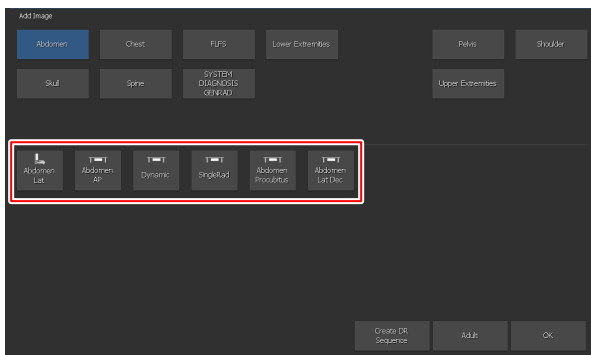 Add Image
Abdomen
Chest
FLFS
Lower Extremities
Pelvis
Shoulder
Skull
Spine
SYSTEM
DIAGNOSIS
GENRAD
Upper Extremities
Abdomen
Lat
Abdomen
AP
Dynamic
SingleRad
Abdomen
Procubitus
Abdomen
Lat Dec
Create DR
Sequence
Adult
OK